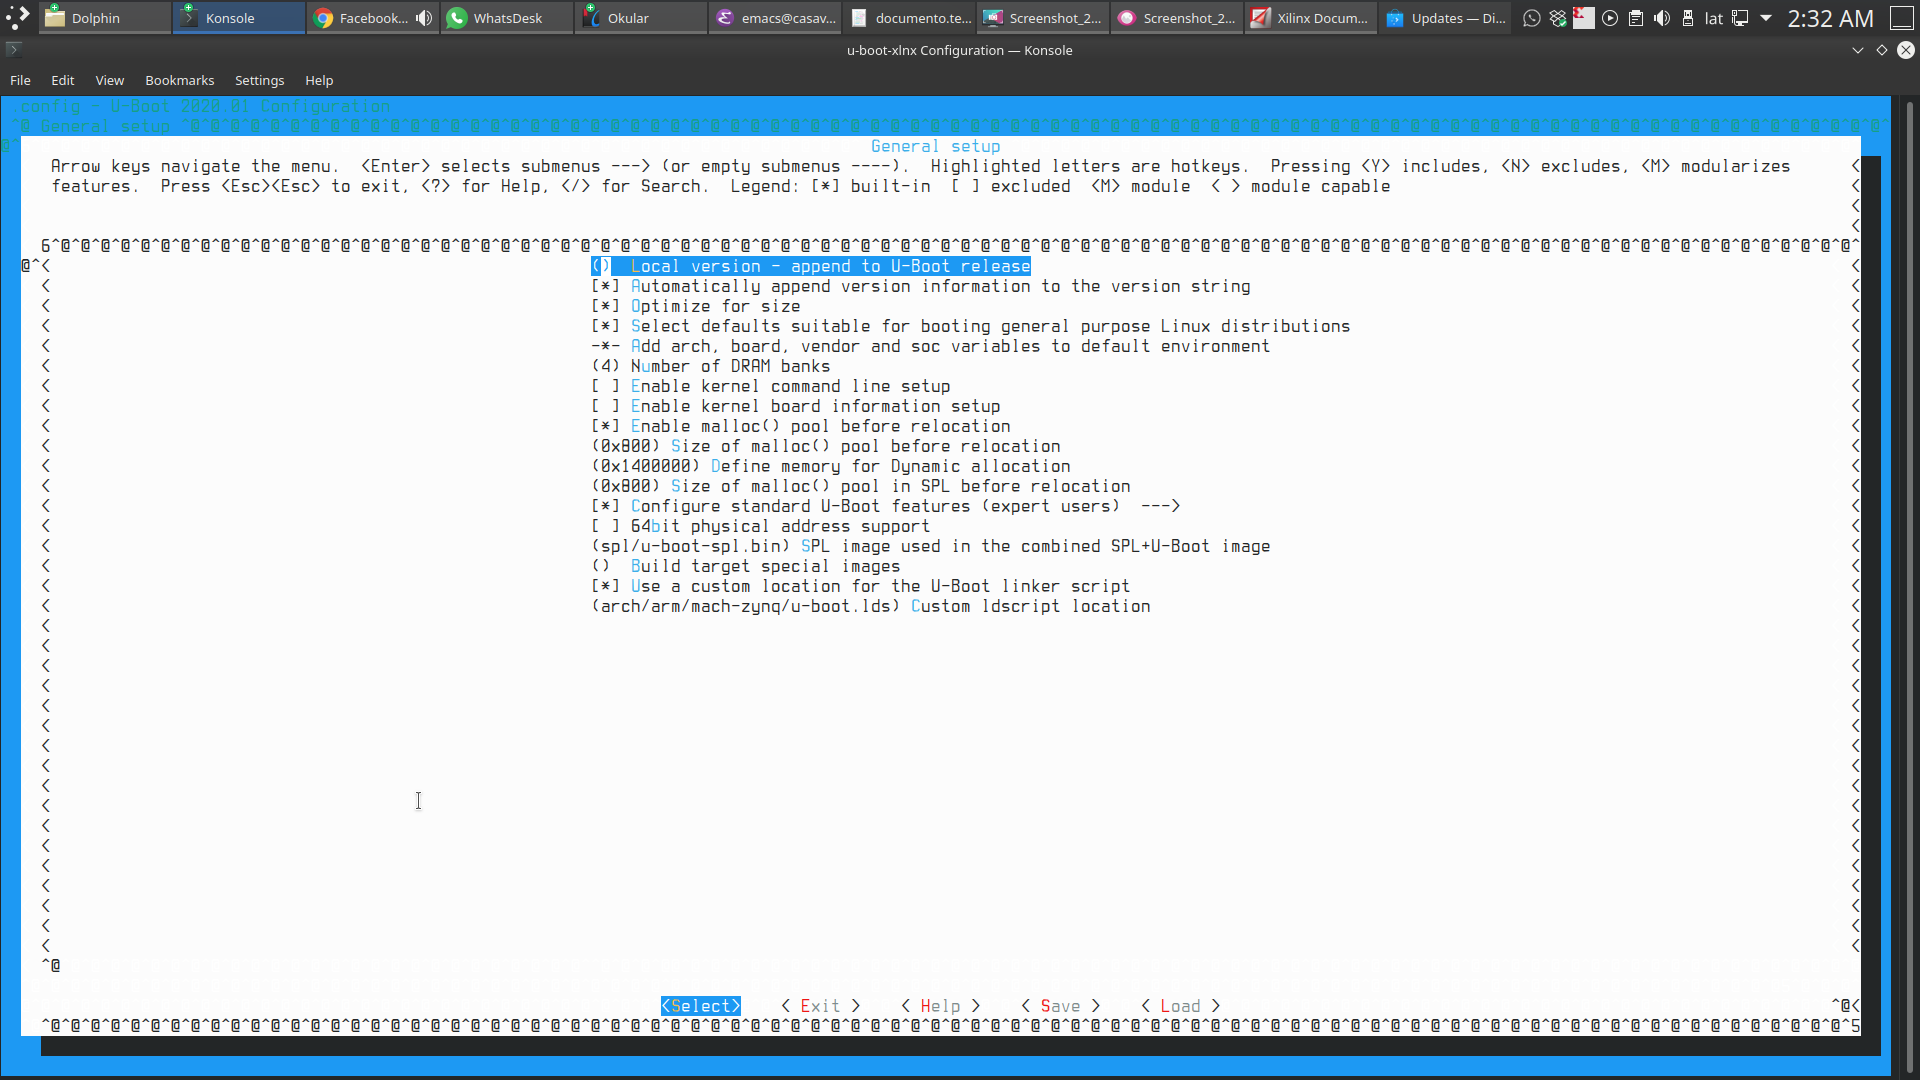 Dolphin Konsole Facebook... WhatsDesk Okular emacs@casav... documento.te... Screenshot_2... Screenshot_2... Xilinx Docum... Updates — Di... lat 2:32 AM
u-boot-xlnx Configuration — Konsole
File Edit View Bookmarks Settings Help
.config - U-Boot 2020.01 Configuration
General setup
General setup
Arrow keys navigate the menu.  <Enter> selects submenus ---> (or empty submenus ----).  Highlighted letters are hotkeys.  Pressing <Y> includes, <N> excludes, <M> modularizes
features.  Press <Esc><Esc> to exit, <?> for Help, </> for Search.  Legend: [*] built-in  [ ] excluded  <M> module  < > module capable
()  Local version - append to U-Boot release
[*] Automatically append version information to the version string
[*] Optimize for size
[*] Select defaults suitable for booting general purpose Linux distributions
-*- Add arch, board, vendor and soc variables to default environment
(4) Number of DRAM banks
[ ] Enable kernel command line setup
[ ] Enable kernel board information setup
[*] Enable malloc() pool before relocation
(0x800) Size of malloc() pool before relocation
(0x1400000) Define memory for Dynamic allocation
(0x800) Size of malloc() pool in SPL before relocation
[*] Configure standard U-Boot features (expert users)  --->
[ ] 64bit physical address support
(spl/u-boot-spl.bin) SPL image used in the combined SPL+U-Boot image
()  Build target special images
[*] Use a custom location for the U-Boot linker script
(arch/arm/mach-zynq/u-boot.lds) Custom ldscript location
<Select>    < Exit >    < Help >    < Save >    < Load >